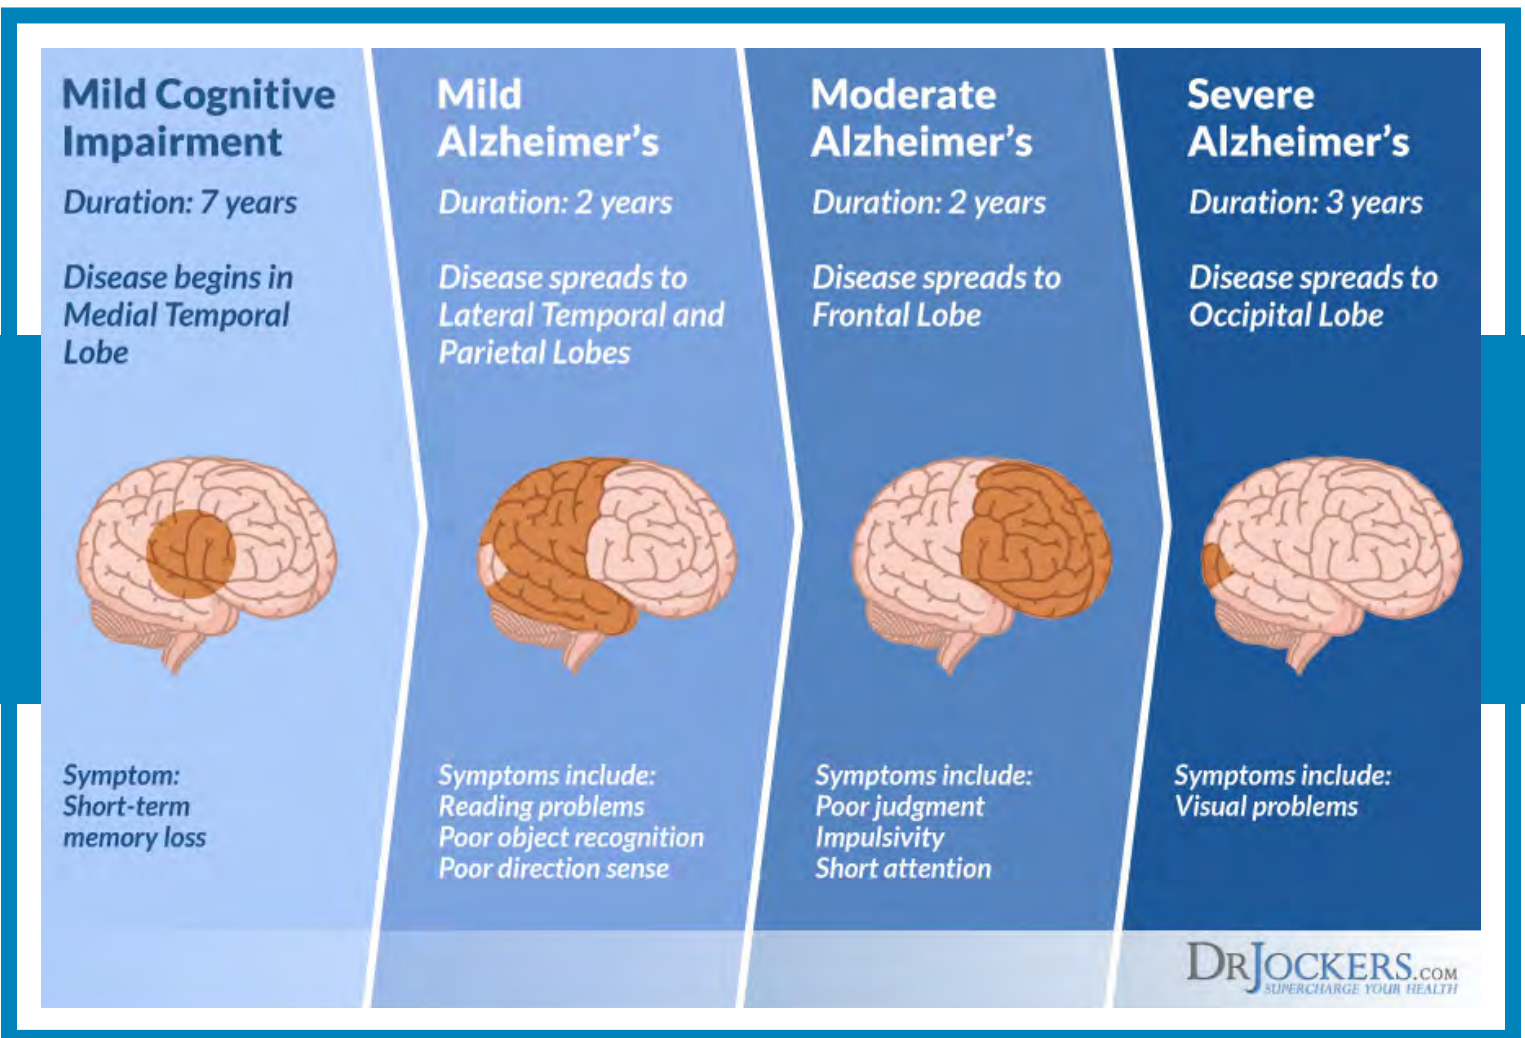 Mild Cognitive
Impairment
Duration: 7 years
Disease begins in
Medial Temporal
Lobe
Symptom:
Short-term
memory loss
Mild
Alzheimer’s
Duration: 2 years
Disease spreads to
Lateral Temporal and
Parietal Lobes
Symptoms include:
Reading problems
Poor object recognition
Poor direction sense
Moderate
Alzheimer’s
Duration: 2 years
Disease spreads to
Frontal Lobe
Symptoms include:
Poor judgment
Impulsivity
Short attention
Severe
Alzheimer’s
Duration: 3 years
Disease spreads to
Occipital Lobe
Symptoms include:
Visual problems
DRJOCKERS.COM
SUPERCHARGE YOUR HEALTH